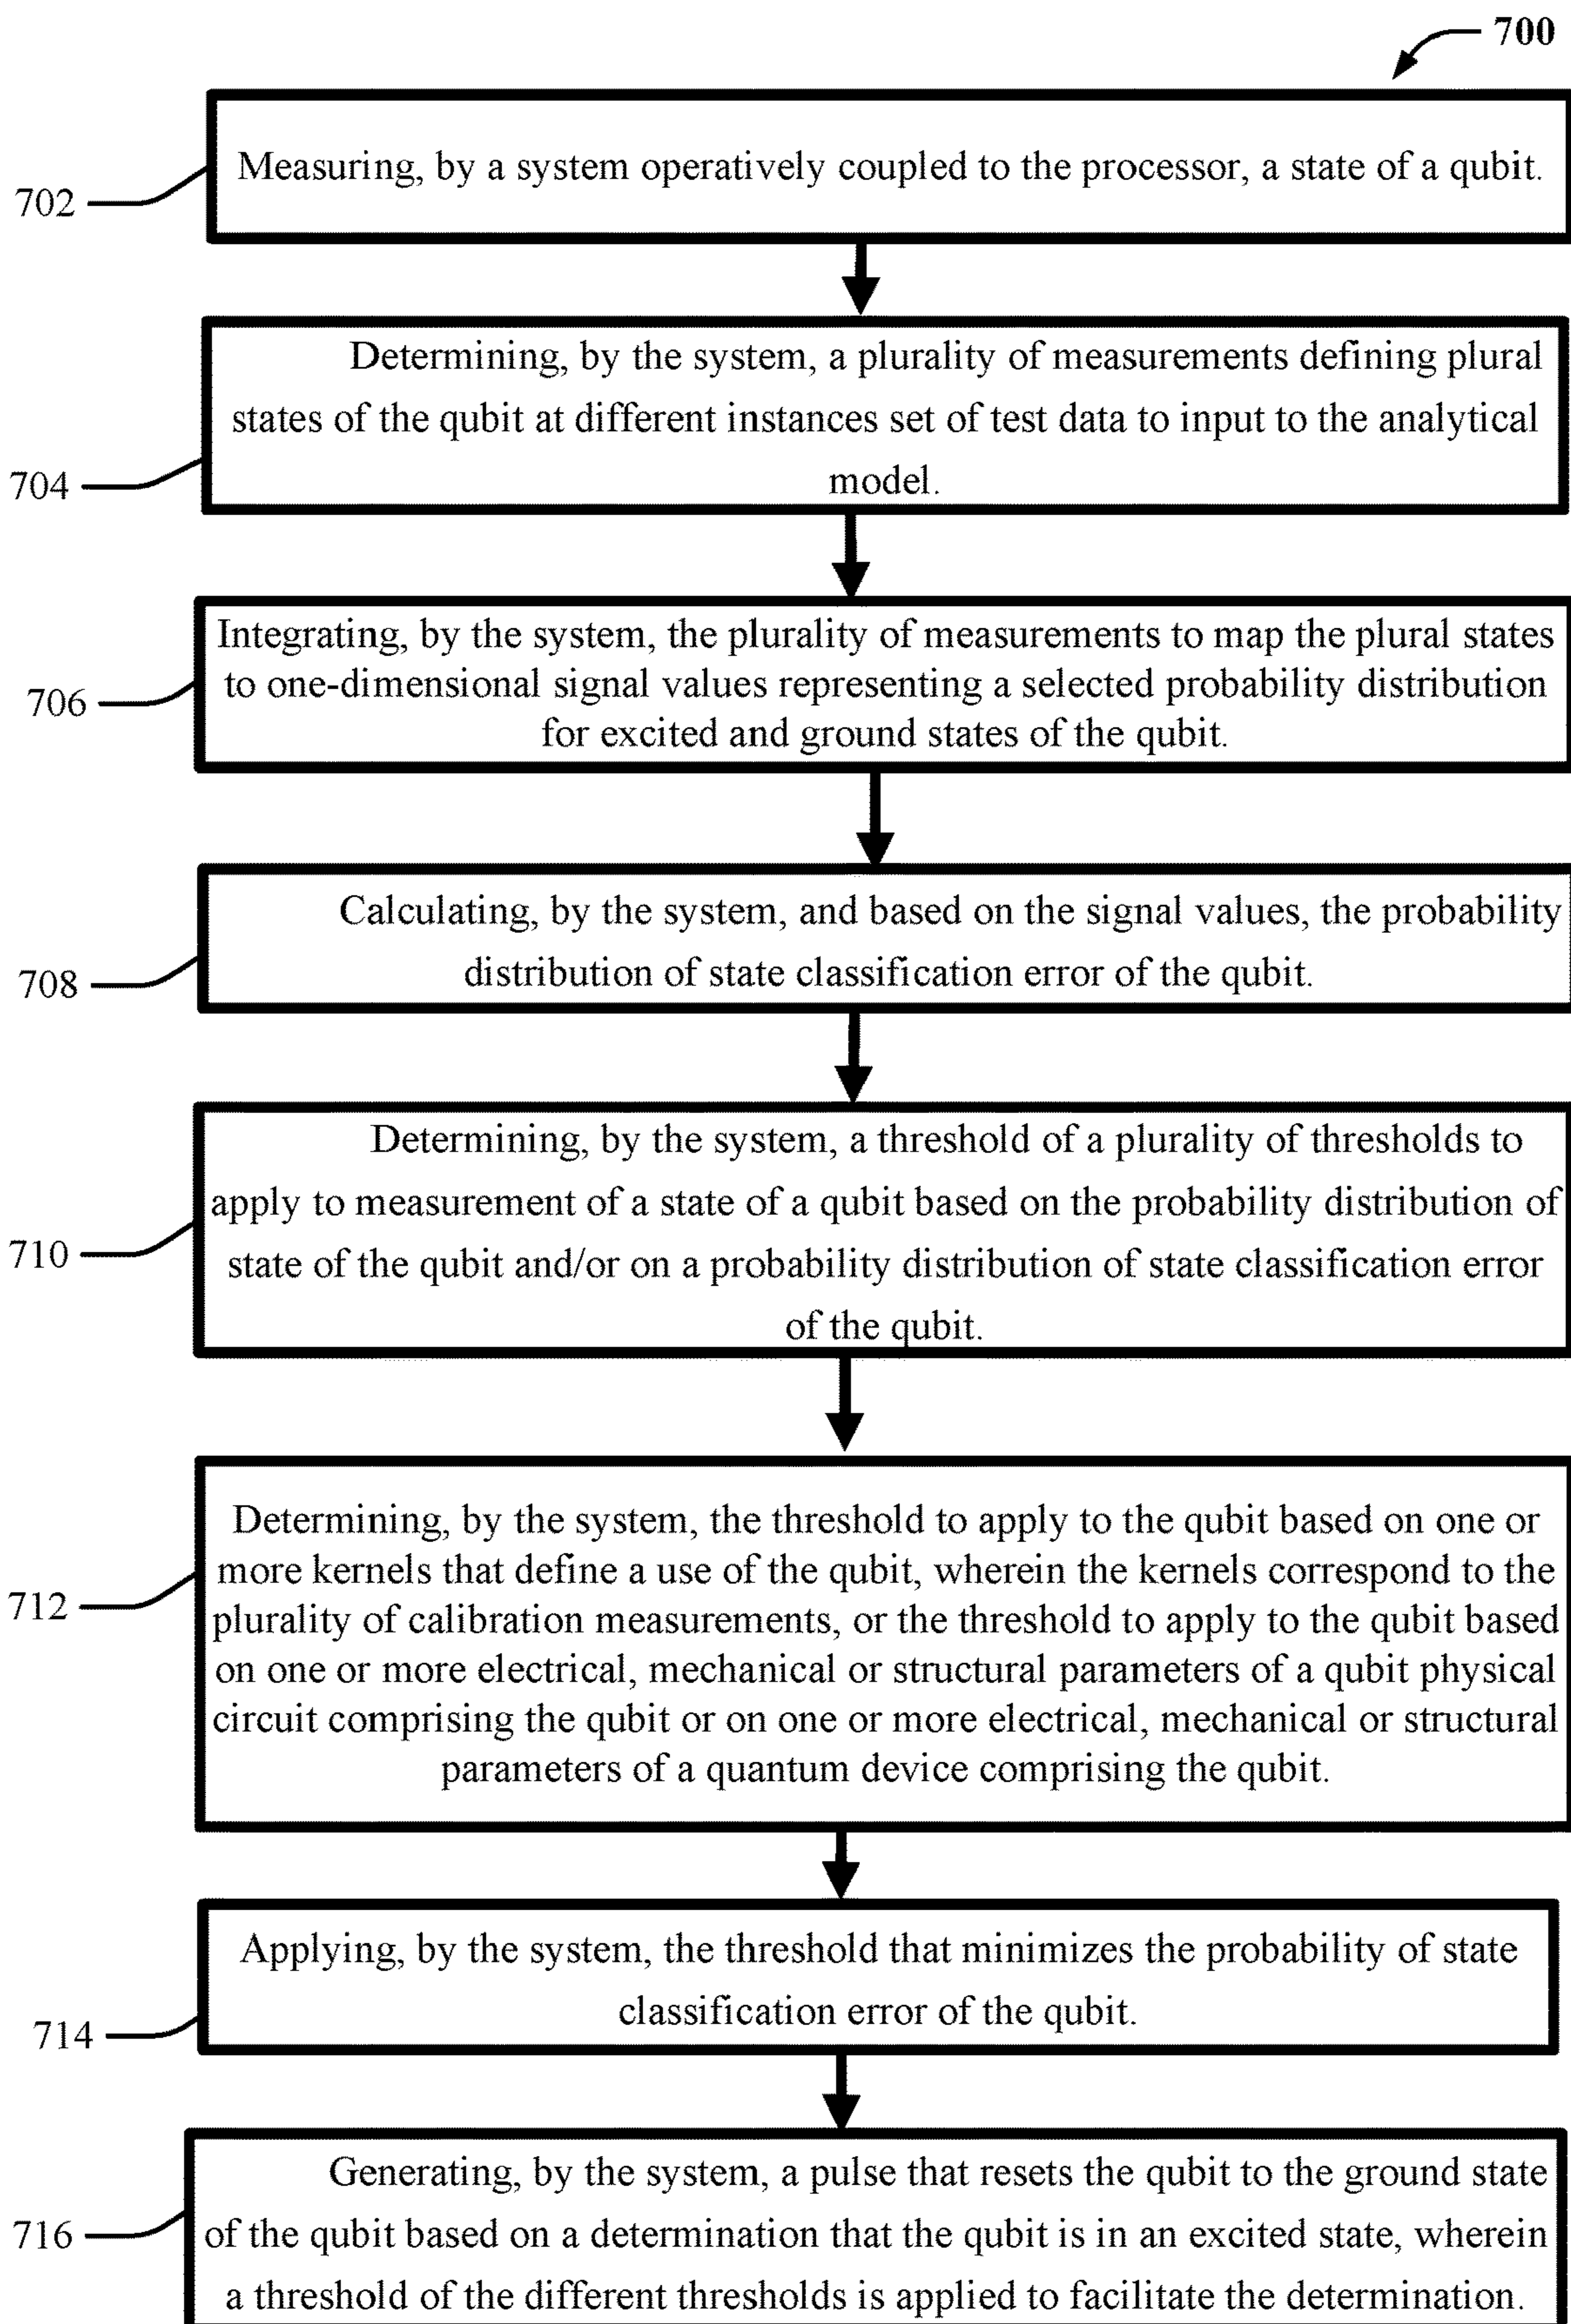 700
702
Measuring, by a system operatively coupled to the processor, a state of a qubit.
704
Determining, by the system, a plurality of measurements defining plural
states of the qubit at different instances set of test data to input to the analytical
model.
706
Integrating, by the system, the plurality of measurements to map the plural states
to one-dimensional signal values representing a selected probability distribution
for excited and ground states of the qubit.
708
Calculating, by the system, and based on the signal values, the probability
distribution of state classification error of the qubit.
710
Determining, by the system, a threshold of a plurality of thresholds to
apply to measurement of a state of a qubit based on the probability distribution of
state of the qubit and/or on a probability distribution of state classification error
of the qubit.
712
Determining, by the system, the threshold to apply to the qubit based on one or
more kernels that define a use of the qubit, wherein the kernels correspond to the
plurality of calibration measurements, or the threshold to apply to the qubit based
on one or more electrical, mechanical or structural parameters of a qubit physical
circuit comprising the qubit or on one or more electrical, mechanical or structural
parameters of a quantum device comprising the qubit.
714
Applying, by the system, the threshold that minimizes the probability of state
classification error of the qubit.
716
Generating, by the system, a pulse that resets the qubit to the ground state
of the qubit based on a determination that the qubit is in an excited state, wherein
a threshold of the different thresholds is applied to facilitate the determination.